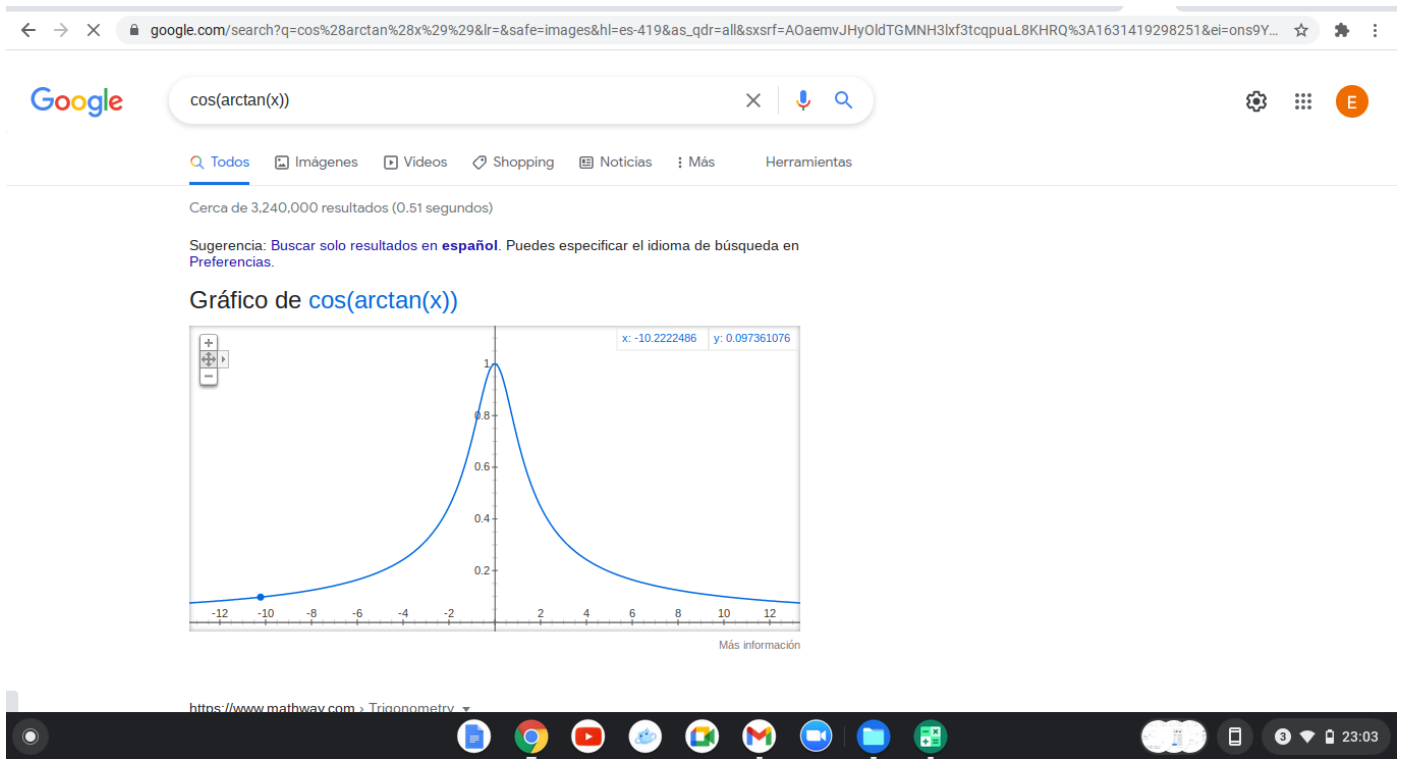 google.com/search?q=cos%28arctan%28x%29%29&lr=&safe=images&hl=es-419&as_qdr=all&sxsrf=AOaemvJHyOldTGMNH3lxf3tcqpuaL8KHRQ%3A1631419298251&ei=ons9Y...
Google
cos(arctan(x))
E
Todos Imágenes Videos Shopping Noticias Más Herramientas
Cerca de 3,240,000 resultados (0.51 segundos)
Sugerencia: Buscar solo resultados en español. Puedes especificar el idioma de búsqueda en
Preferencias.
Gráfico de cos(arctan(x))
x: -10.2222486 y: 0.097361076
1
0.8
0.6
0.4
0.2
-12 -10 -8 -6 -4 -2 2 4 6 8 10 12
Más información
https://www.mathway.com › Trigonometry
3 23:03